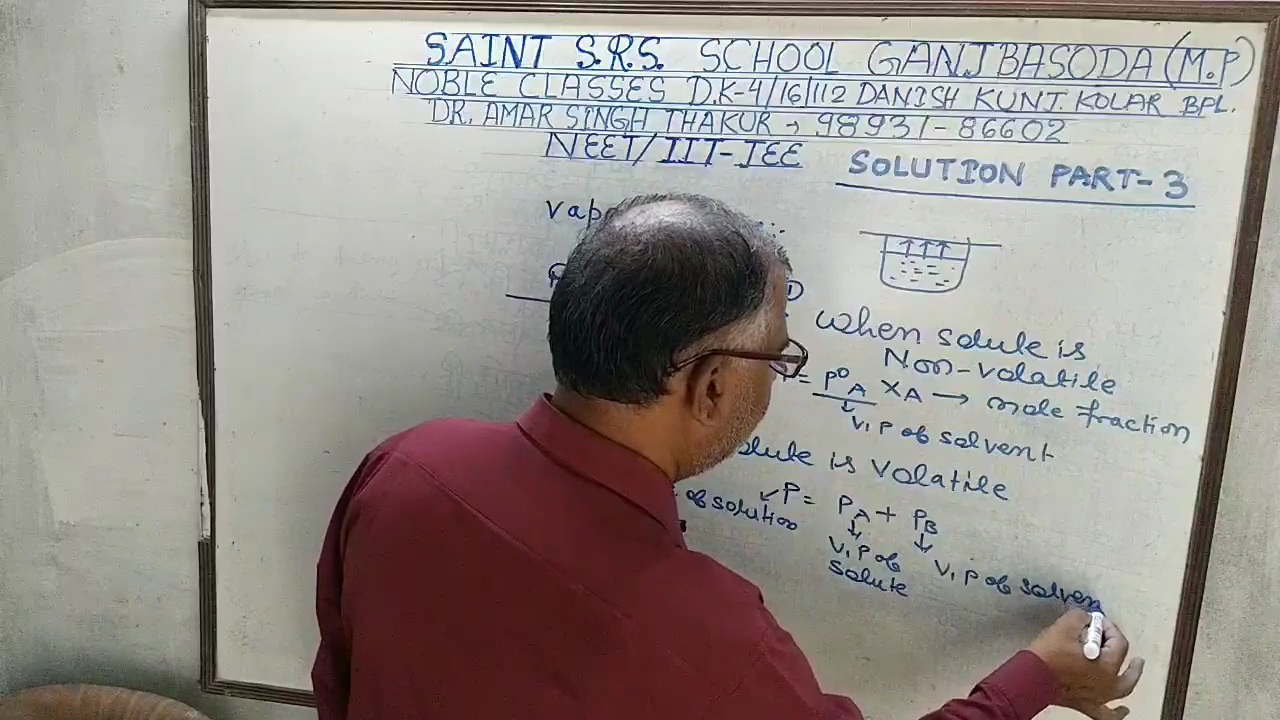 SAINT S.R.S. SCHOOL GANJBASODA (M.P)
NOBLE CLASSES D.K-4/16/112 DANISH KUNJ. KOLAR BPL.
DR. AMAR SINGH THAKUR → 98931-86602
NEET/IIT-JEE SOLUTION PART-3
when solute is
Non-volatile
= P⁰A XA → mole fraction
V.P of solvent
is volatile
of solution P = PA + PB
V.P of
solute
V.P of solven